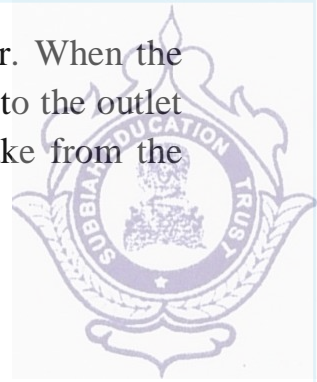 r. When the
to the outlet
ke from the
SUBBIAH EDUCATION TRUST